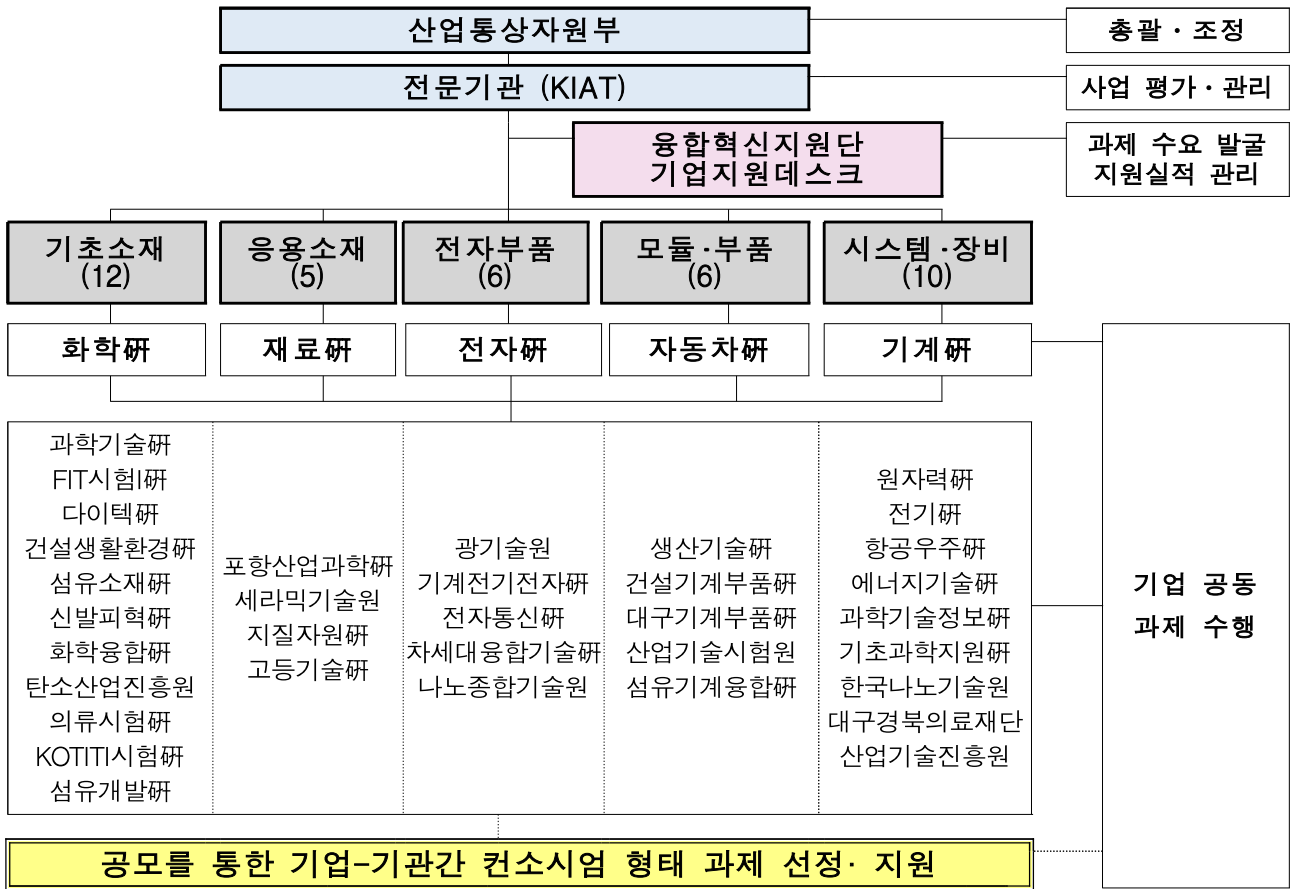 산업통상자원부
총괄·조정
전문기관 (KIAT)
사업 평가·관리
융합혁신지원단
기업지원데스크
과제 수요 발굴
지원실적 관리
기초소재
(12)
응용소재
(5)
전자부품
(6)
모듈·부품
(6)
시스템·장비
(10)
화학硏
재료硏
전자硏
자동차硏
기계硏
과학기술硏
FITI시험硏
다이텍硏
건설생활환경硏
섬유소재硏
신발피혁硏
화학융합硏
탄소산업진흥원
의류시험硏
KOTITI시험硏
섬유개발硏
포항산업과학硏
세라믹기술원
지질자원硏
고등기술硏
광기술원
기계전기전자硏
전자통신硏
차세대융합기술硏
나노종합기술원
생산기술硏
건설기계부품硏
대구기계부품硏
산업기술시험원
섬유기계융합硏
원자력硏
전기硏
항공우주硏
에너지기술硏
과학기술정보硏
기초과학지원硏
한국나노기술원
대구경북의료재단
산업기술진흥원
기업 공동
과제 수행
공모를 통한 기업-기관간 컨소시엄 형태 과제 선정· 지원